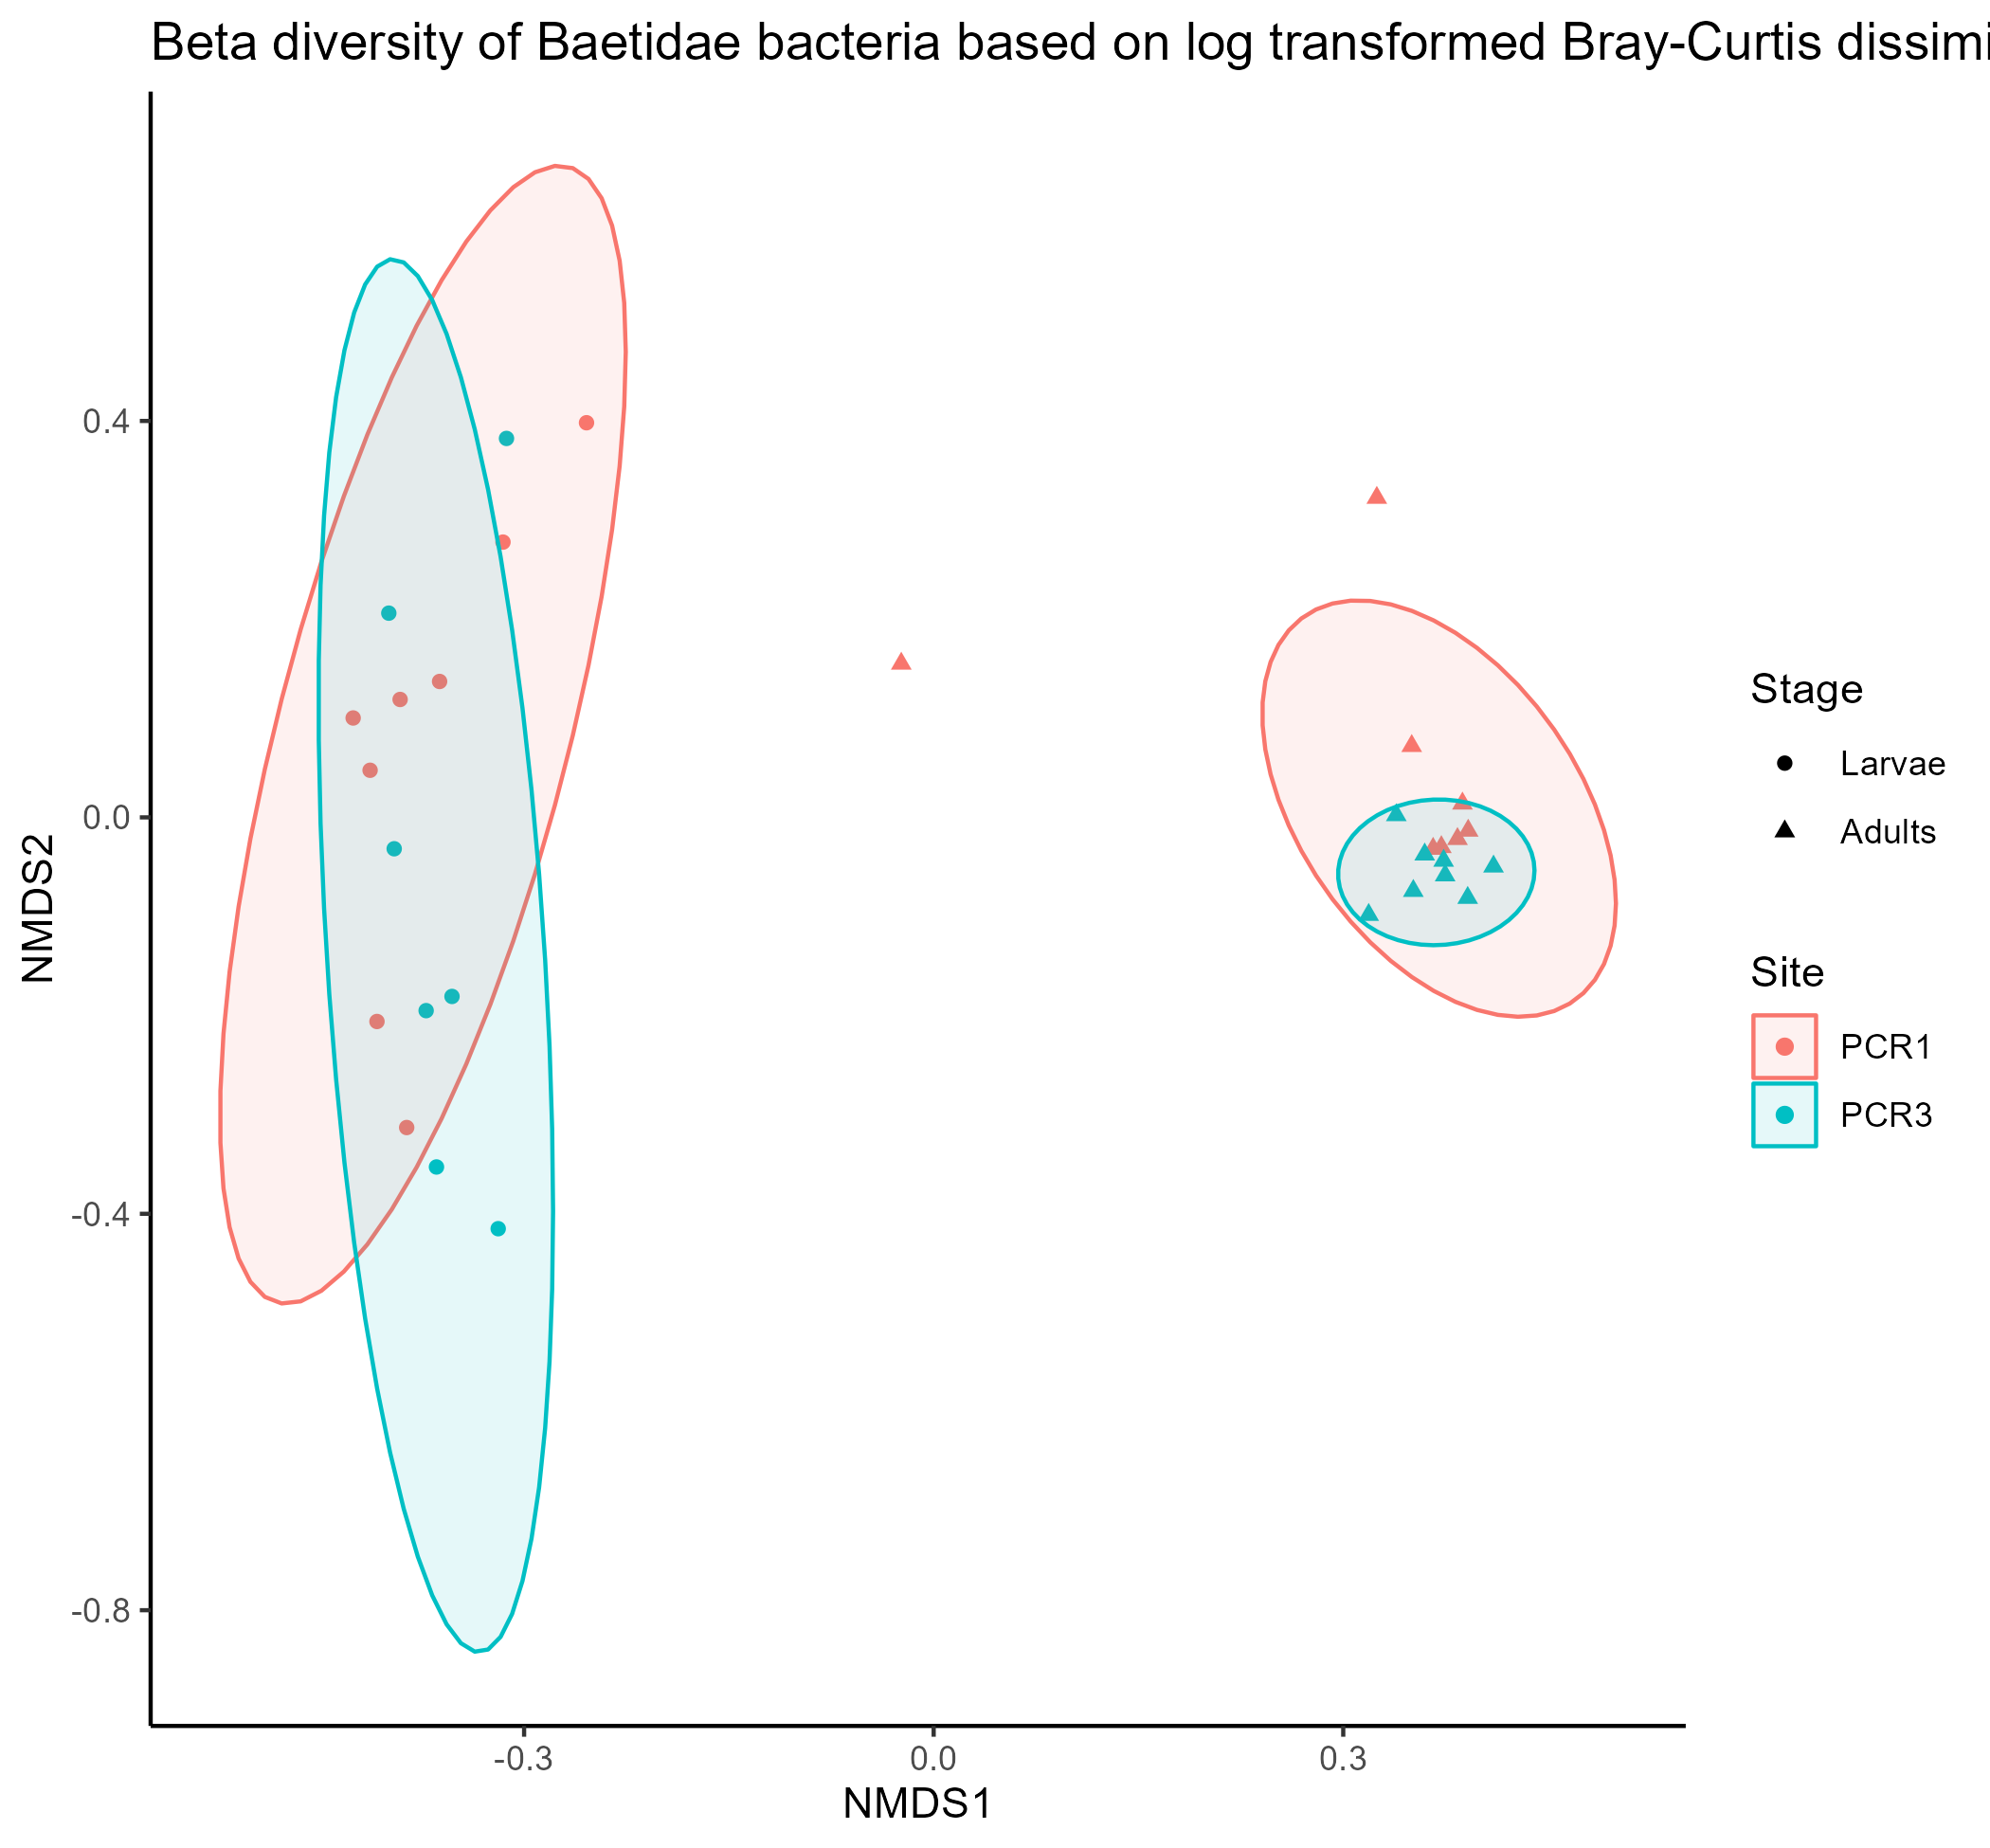 Beta diversity of Baetidae bacteria based on log transformed Bray-Curtis dissimi
0.4
0.0
-0.4
-0.8
NMDS2
-0.3
0.0
0.3
NMDS1
Stage
Larvae
Adults
Site
PCR1
PCR3